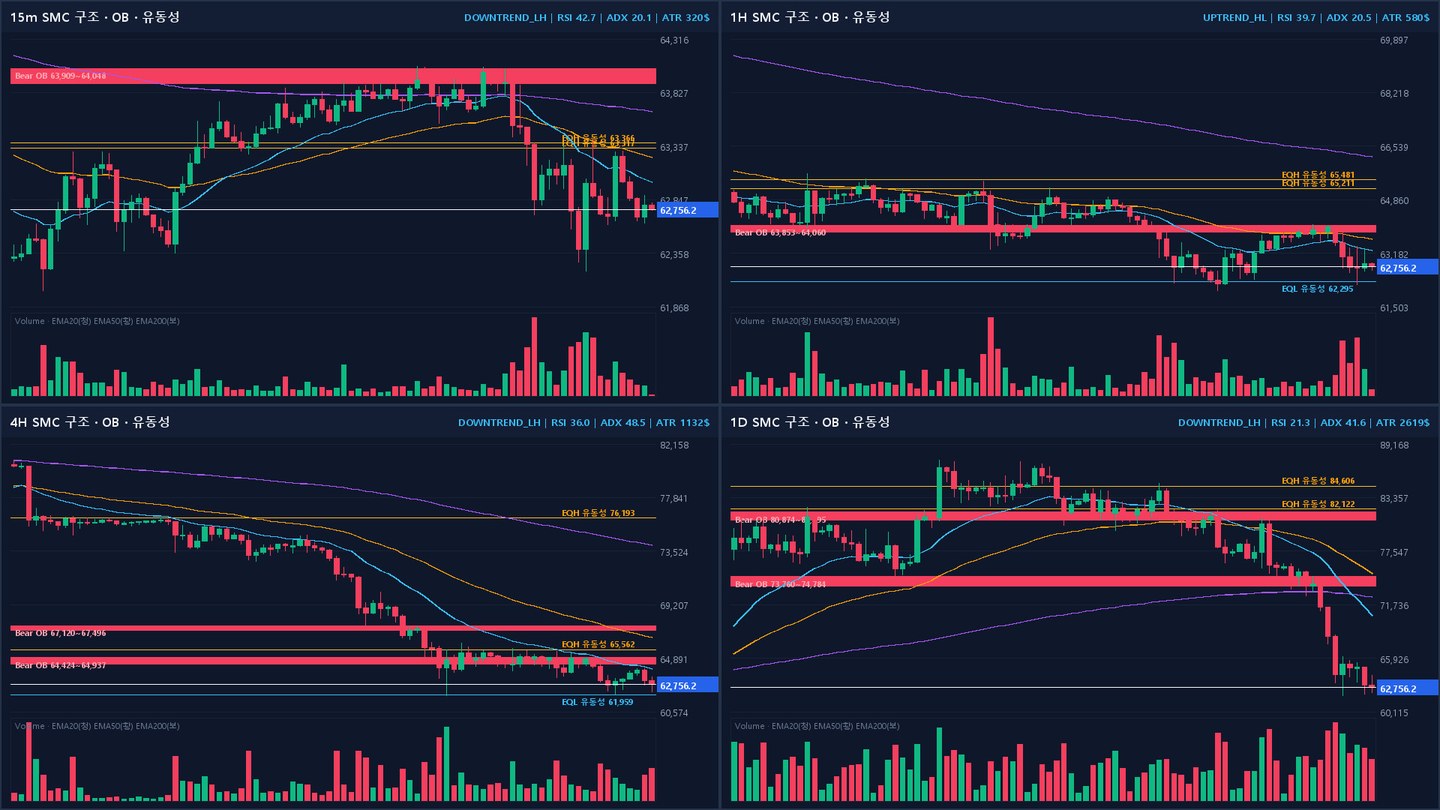 15m SMC 구조 · OB · 유동성
DOWNTREND_LH | RSI 42.7 | ADX 20.1 | ATR 320$
64,316
Bear OB 63,909~64,046
63,827
EQH 유동성 63,366
EQH 유동성 63,317
63,337
62,847
62,756.2
62,358
61,868
Volume · EMA20(청) EMA50(황) EMA200(보)
1H SMC 구조 · OB · 유동성
UPTREND_HL | RSI 39.7 | ADX 20.5 | ATR 580$
69,897
68,218
66,539
EQH 유동성 65,481
EQH 유동성 65,211
64,860
Bear OB 63,853~64,060
63,182
62,756.2
EQL 유동성 62,295
61,503
Volume · EMA20(청) EMA50(황) EMA200(보)
4H SMC 구조 · OB · 유동성
DOWNTREND_LH | RSI 36.0 | ADX 48.5 | ATR 1132$
82,158
77,841
EQH 유동성 76,193
73,524
69,207
Bear OB 67,120~67,496
EQH 유동성 65,562
64,891
Bear OB 64,424~64,937
62,756.2
EQL 유동성 61,959
60,574
Volume · EMA20(청) EMA50(황) EMA200(보)
1D SMC 구조 · OB · 유동성
DOWNTREND_LH | RSI 21.3 | ADX 41.6 | ATR 2619$
89,168
EQH 유동성 84,606
83,357
EQH 유동성 82,122
Bear OB
77,547
Bear OB 73,760~74,784
71,736
65,926
62,756.2
60,115
Volume · EMA20(청) EMA50(황) EMA200(보)